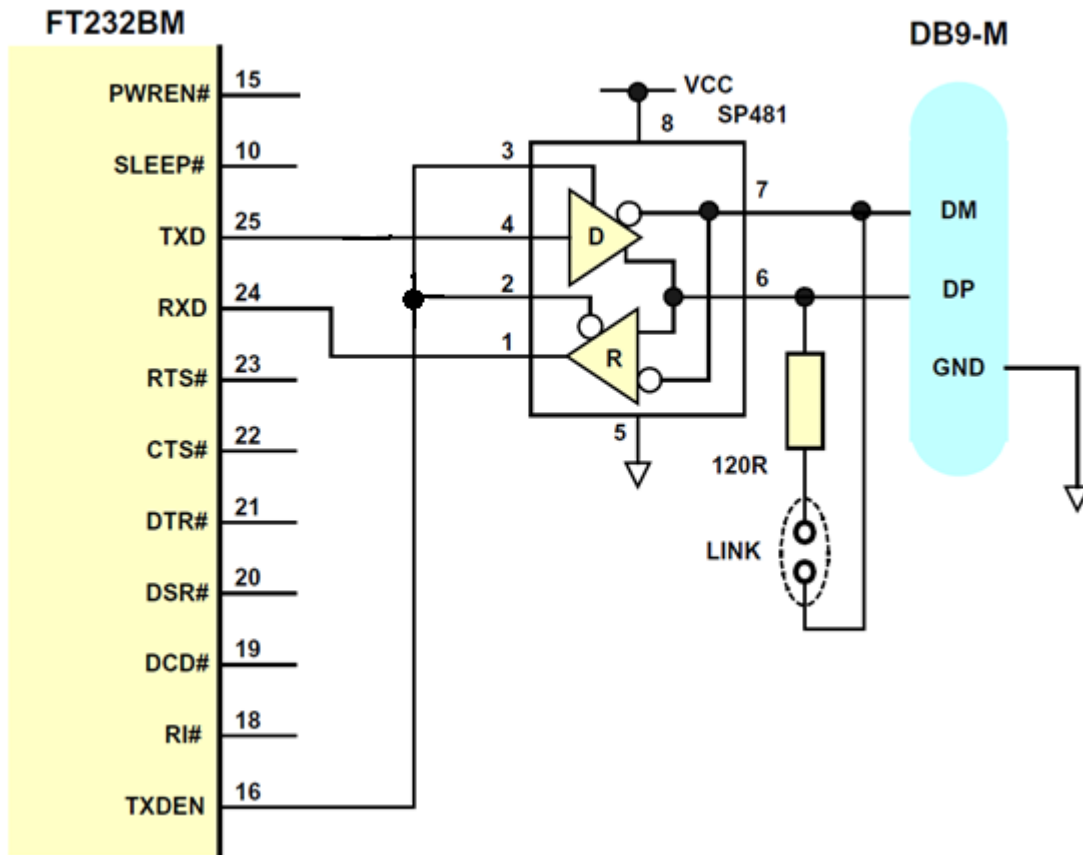 FT232BM
DB9-M
PWREN# 15
SLEEP# 10
TXD 25
RXD 24
RTS# 23
CTS# 22
DTR# 21
DSR# 20
DCD# 19
RI# 18
TXDEN 16
VCC
SP481
8
3
4
2
1
7
6
5
D
R
DM
DP
GND
120R
LINK